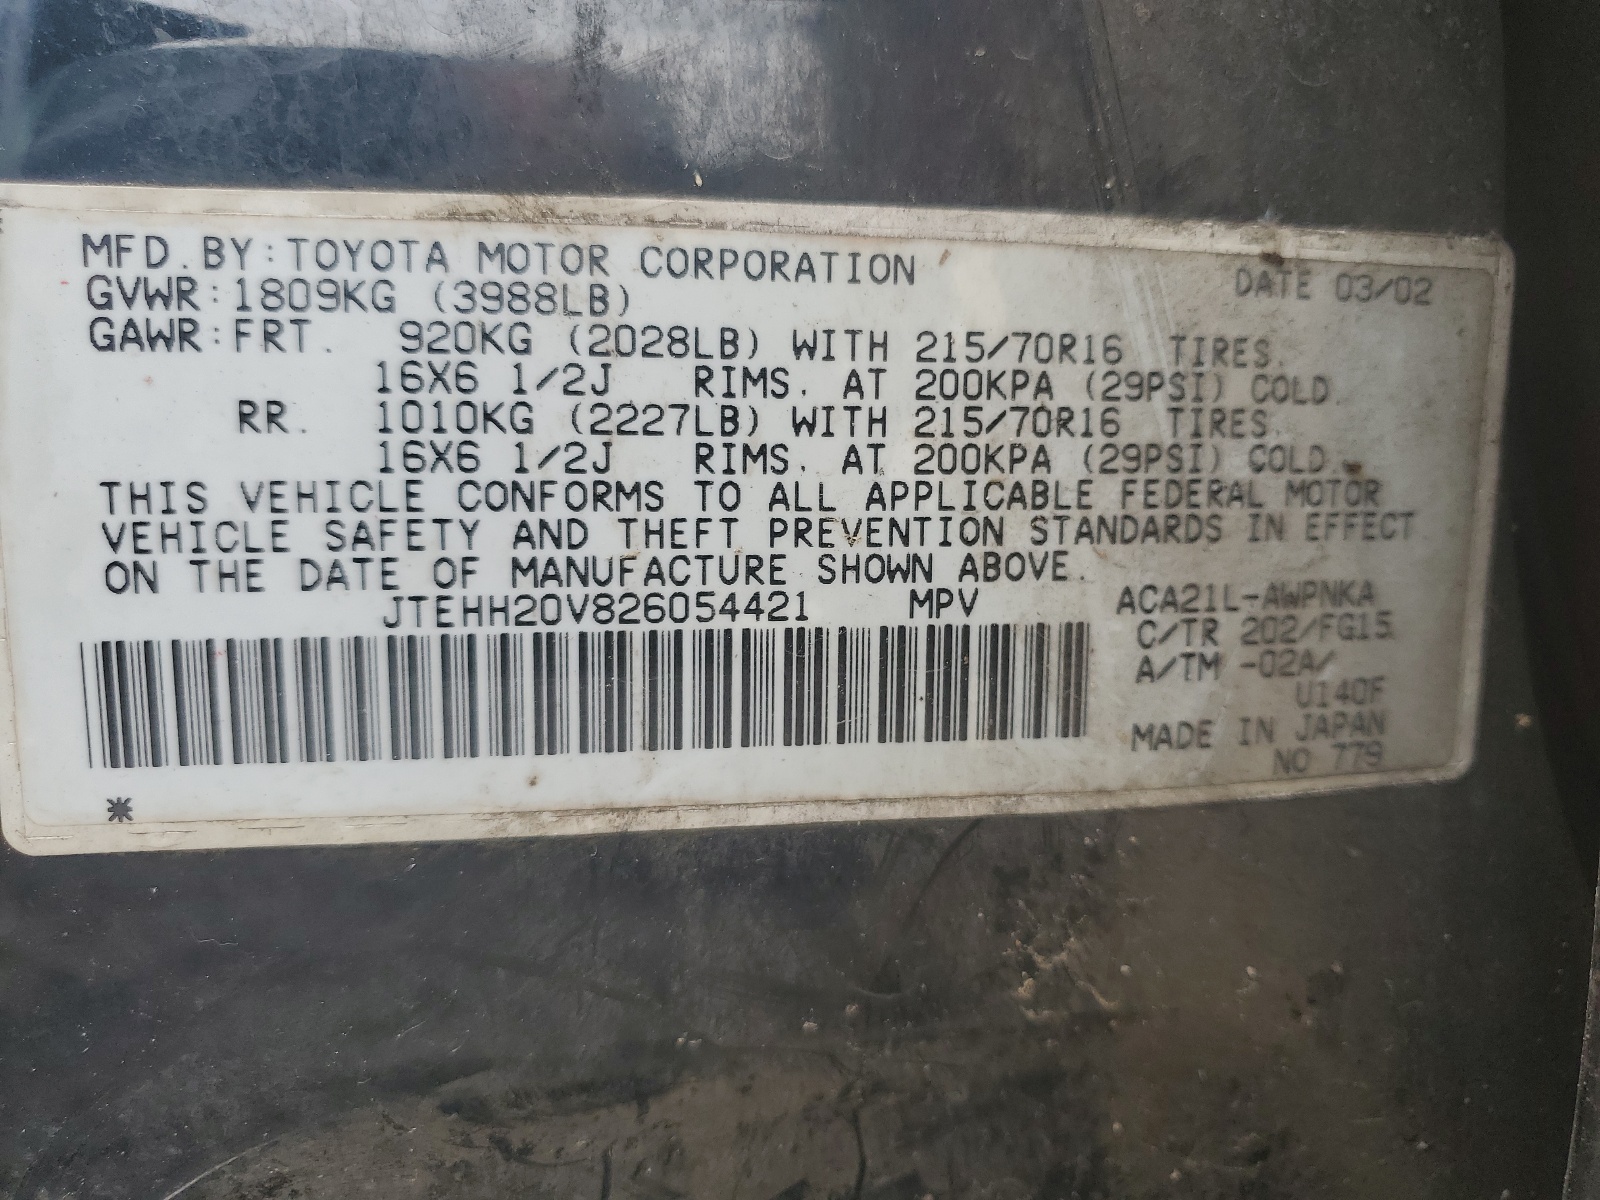 MFD. BY: TOYOTA MOTOR CORPORATION DATE 03/02
GVWR: 1809KG (3988LB)
GAWR: FRT. 920KG (2028LB) WITH 215/70R16 TIRES.
16X6 1/2J RIMS. AT 200KPA (29PSI) COLD.
RR. 1010KG (2227LB) WITH 215/70R16 TIRES.
16X6 1/2J RIMS. AT 200KPA (29PSI) COLD.
THIS VEHICLE CONFORMS TO ALL APPLICABLE FEDERAL MOTOR
VEHICLE SAFETY AND THEFT PREVENTION STANDARDS IN EFFECT
ON THE DATE OF MANUFACTURE SHOWN ABOVE.
JTEHH20V826054421 MPV ACA21L-AWPNKA
C/TR 202/FG15
A/TM -02A/
U140F
MADE IN JAPAN
NO 779
*